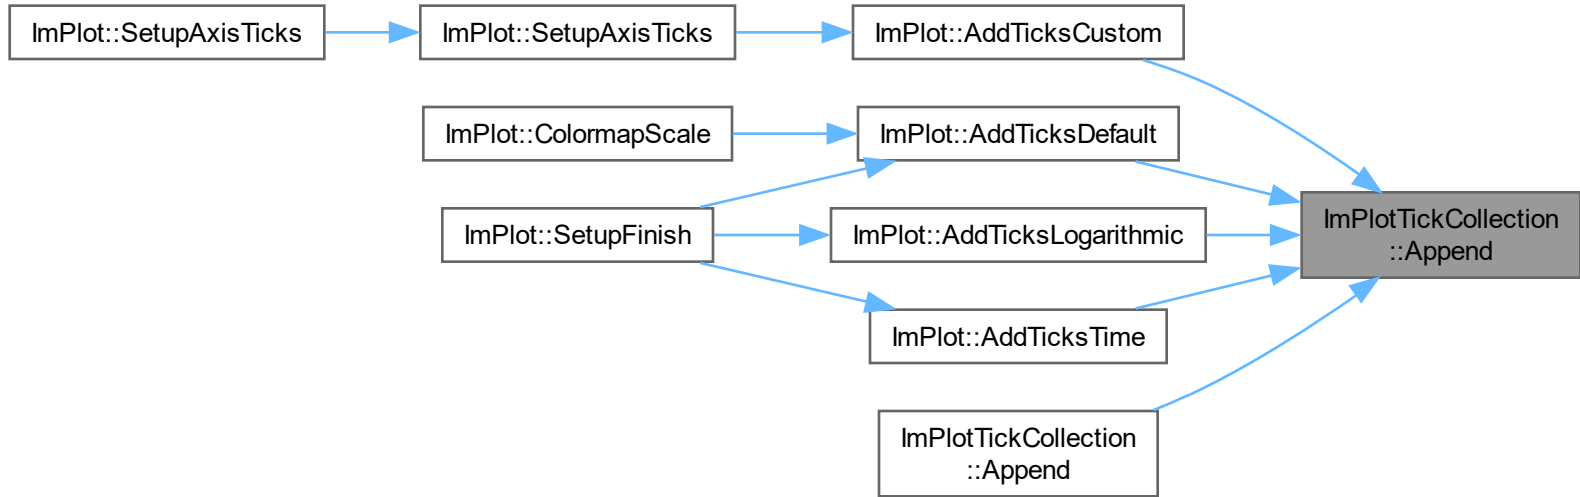 ImPlot::SetupAxisTicks
ImPlot::SetupAxisTicks
ImPlot::AddTicksCustom
ImPlot::ColormapScale
ImPlot::AddTicksDefault
ImPlotTickCollection
::Append
ImPlot::SetupFinish
ImPlot::AddTicksLogarithmic
ImPlot::AddTicksTime
ImPlotTickCollection
::Append